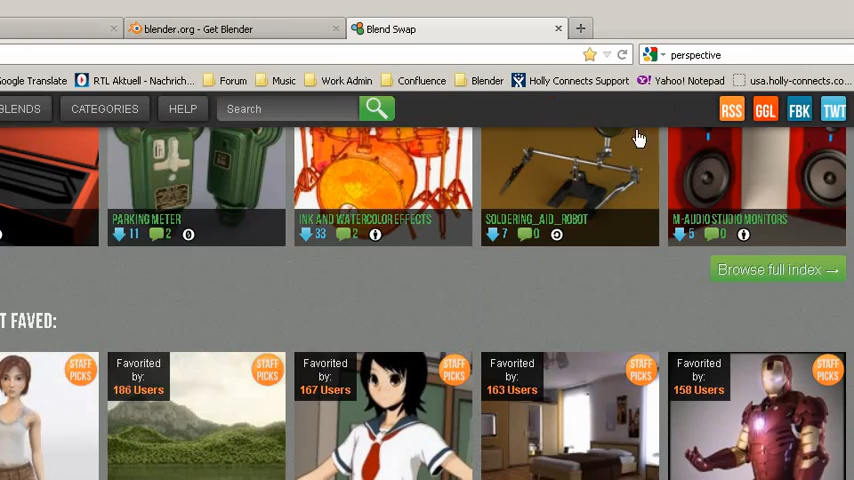 blender.org - Get Blender
Blend Swap
perspective
Google Translate
RTL Aktuell - Nachrich...
Forum
Music
Work Admin
Confluence
Blender
Holly Connects Support
Yahoo! Notepad
usa.holly-connects.co...
BLENDS
CATEGORIES
HELP
Search
RSS
GGL
FBK
TWT
PARKING METER
11 2
INK AND WATERCOLOR EFFECTS
33 2
SOLDERING_AID_ROBOT
7 0
M-AUDIO STUDIO MONITORS
5 0
Browse full index →
T FAVED:
STAFF PICKS
Favorited
by:
186 Users
STAFF PICKS
Favorited
by:
167 Users
STAFF PICKS
Favorited
by:
163 Users
STAFF PICKS
Favorited
by:
158 Users
STAFF PICKS